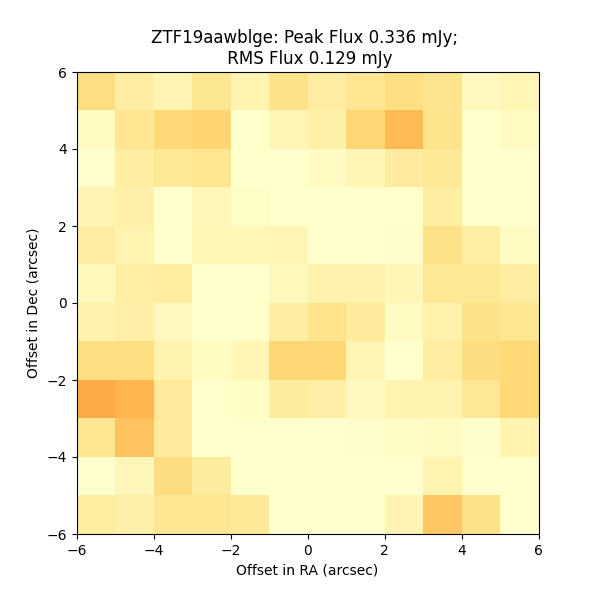 ZTF19aawblge: Peak Flux 0.336 mJy;
RMS Flux 0.129 mJy
6
4
2
0
−2
−4
−6
Offset in Dec (arcsec)
−6 −4 −2 0 2 4 6
Offset in RA (arcsec)